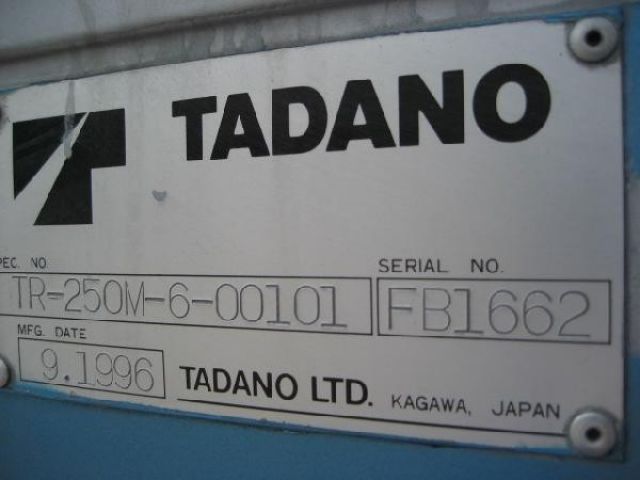 TADANO
PEC. NO
SERIAL NO.
TR-250M-6-00101
FB1662
MFG. DATE
9.1996
TADANO LTD. KAGAWA, JAPAN